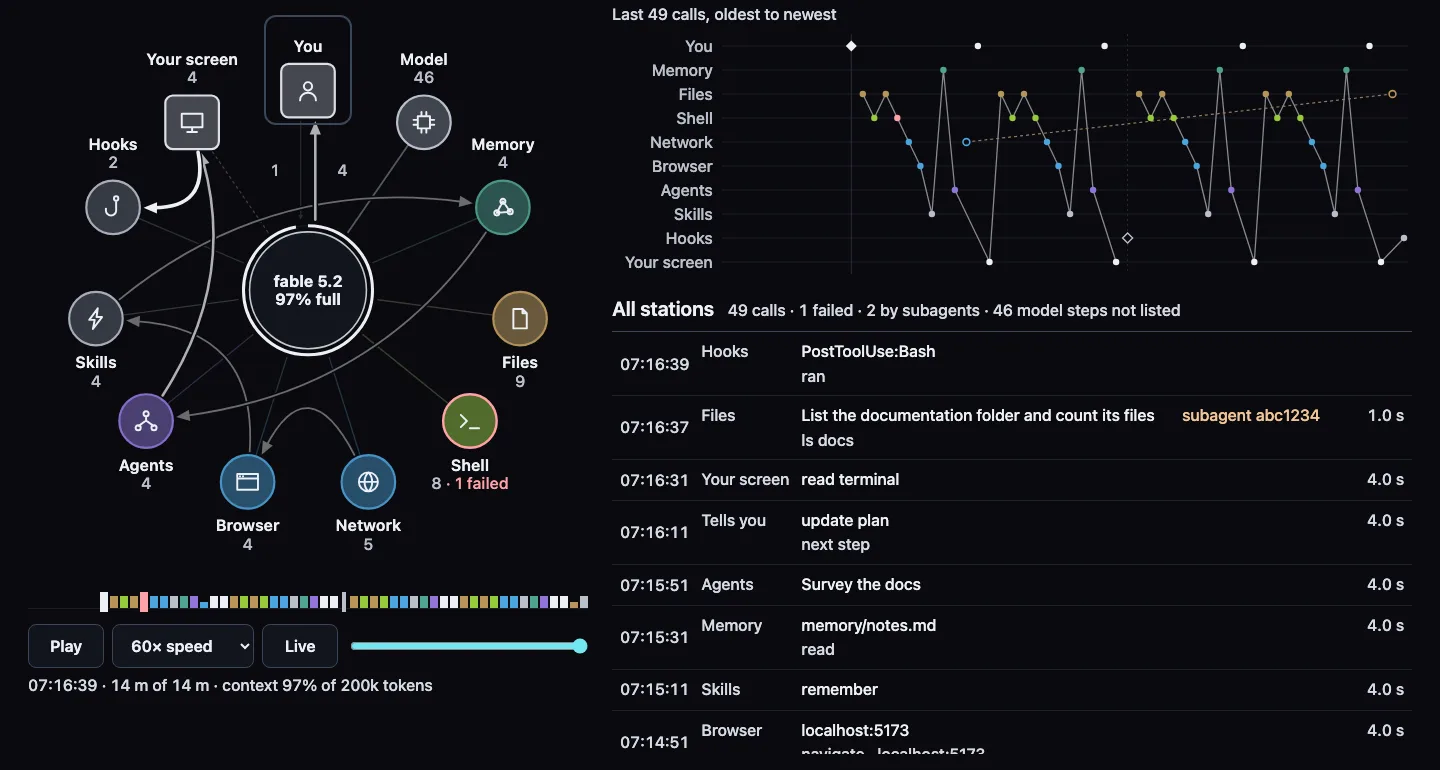 You
Your screen
4
Model
46
Hooks
2
Memory
4
1
4
fable 5.2
97% full
Skills
4
Files
9
Agents
4
Shell
8 · 1 failed
Browser
4
Network
5
Play
60× speed
Live
07:16:39 · 14 m of 14 m · context 97% of 200k tokens
Last 49 calls, oldest to newest
You
Memory
Files
Shell
Network
Browser
Agents
Skills
Hooks
Your screen
All stations 49 calls · 1 failed · 2 by subagents · 46 model steps not listed
07:16:39 Hooks PostToolUse:Bash
ran
07:16:37 Files List the documentation folder and count its files subagent abc1234 1.0 s
ls docs
07:16:31 Your screen read terminal 4.0 s
07:16:11 Tells you update plan 4.0 s
next step
07:15:51 Agents Survey the docs 4.0 s
07:15:31 Memory memory/notes.md 4.0 s
read
07:15:11 Skills remember 4.0 s
07:14:51 Browser localhost:5173 4.0 s
navigate localhost:5173